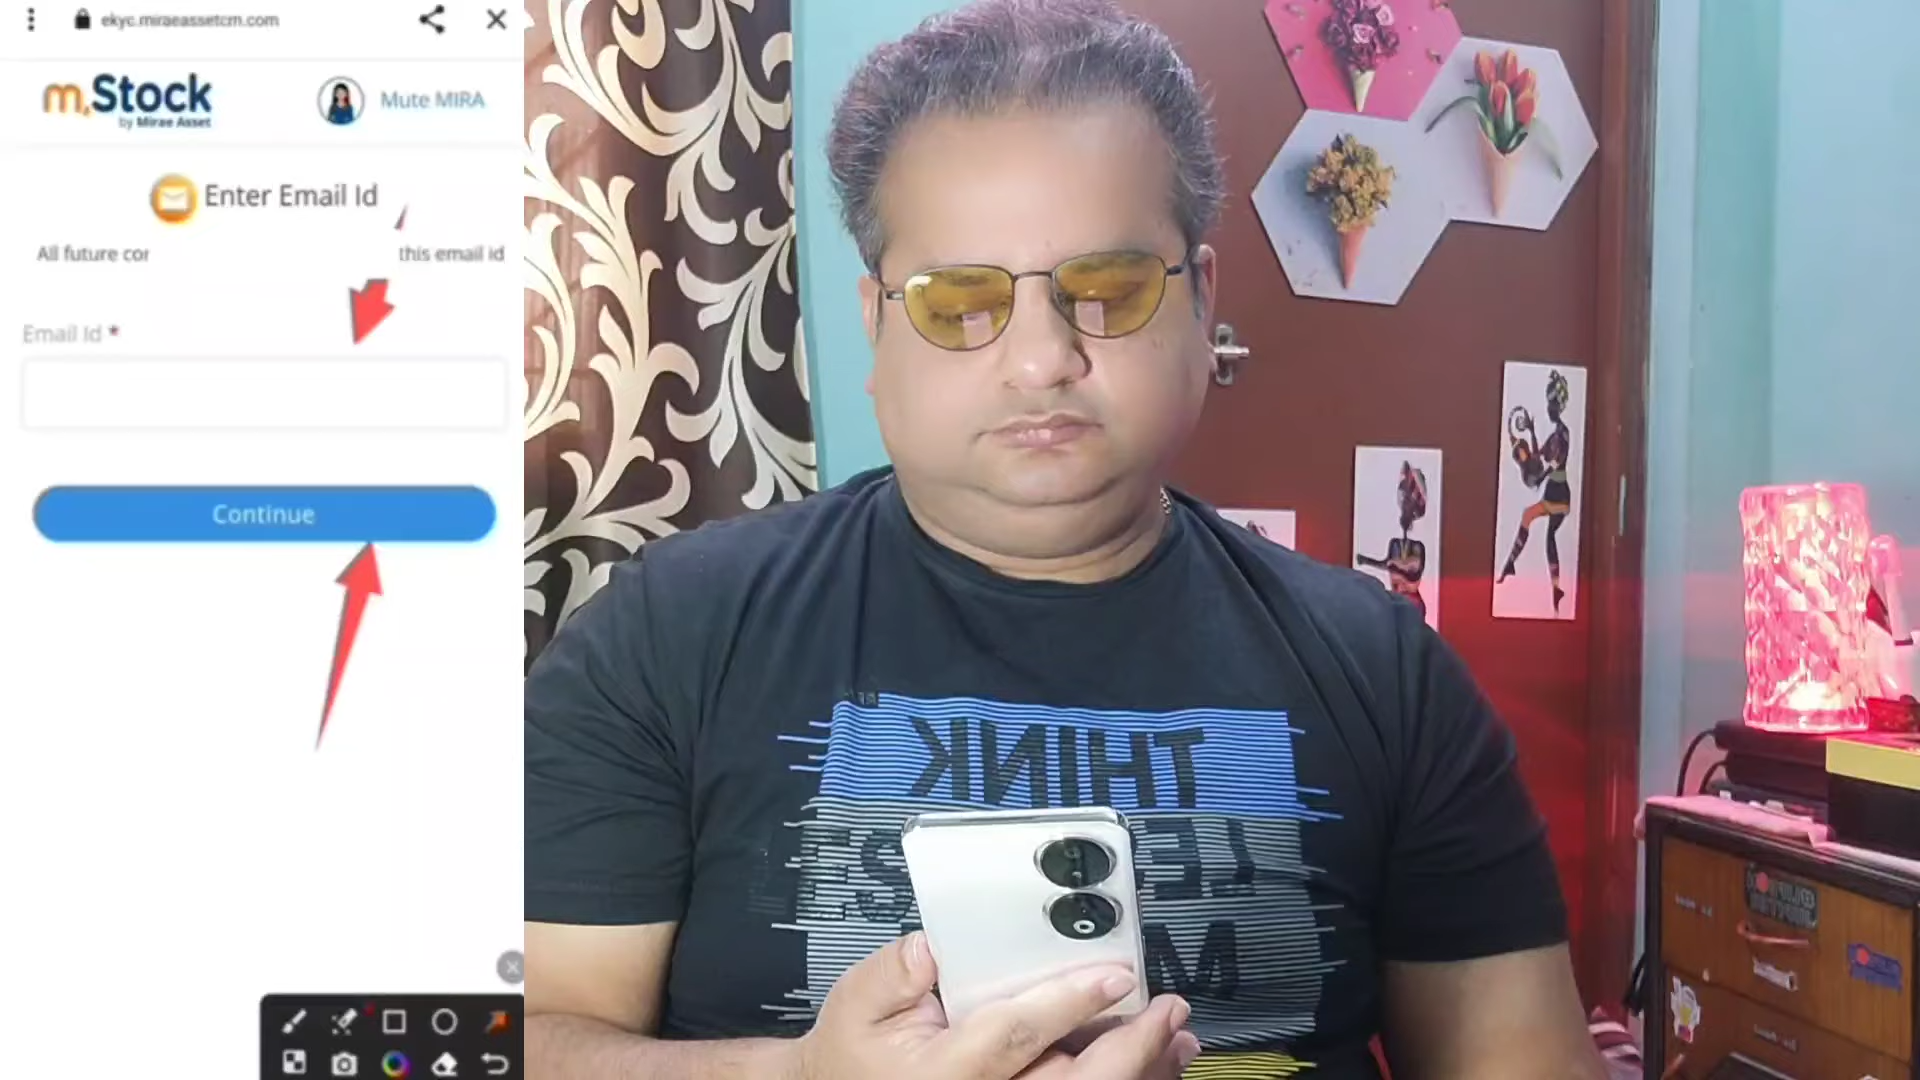 ekyc.miraeassetcm.com
m.Stock
by Mirae Asset
Mute MIRA
Enter Email Id
All future cor this email id
Email Id *
Continue
THINK
LE S
M